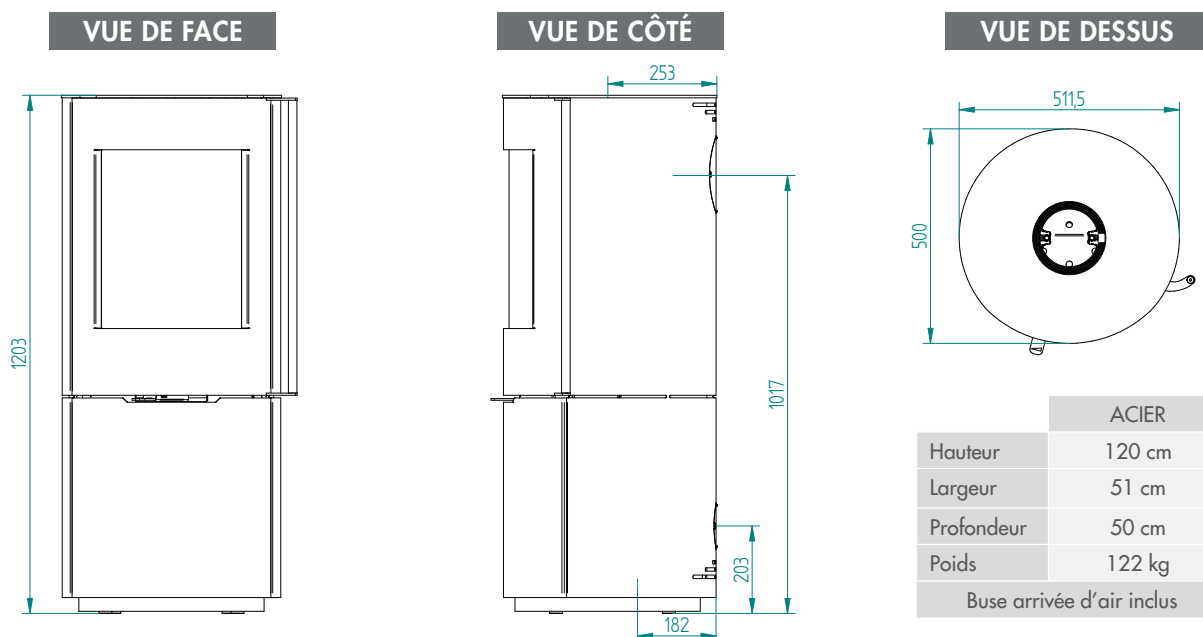 VUE DE FACE
1203
VUE DE CÔTÉ
253
1017
203
182
VUE DE DESSUS
511,5
500
ACIER
Hauteur 120 cm
Largeur 51 cm
Profondeur 50 cm
Poids 122 kg
Buse arrivée d’air inclus